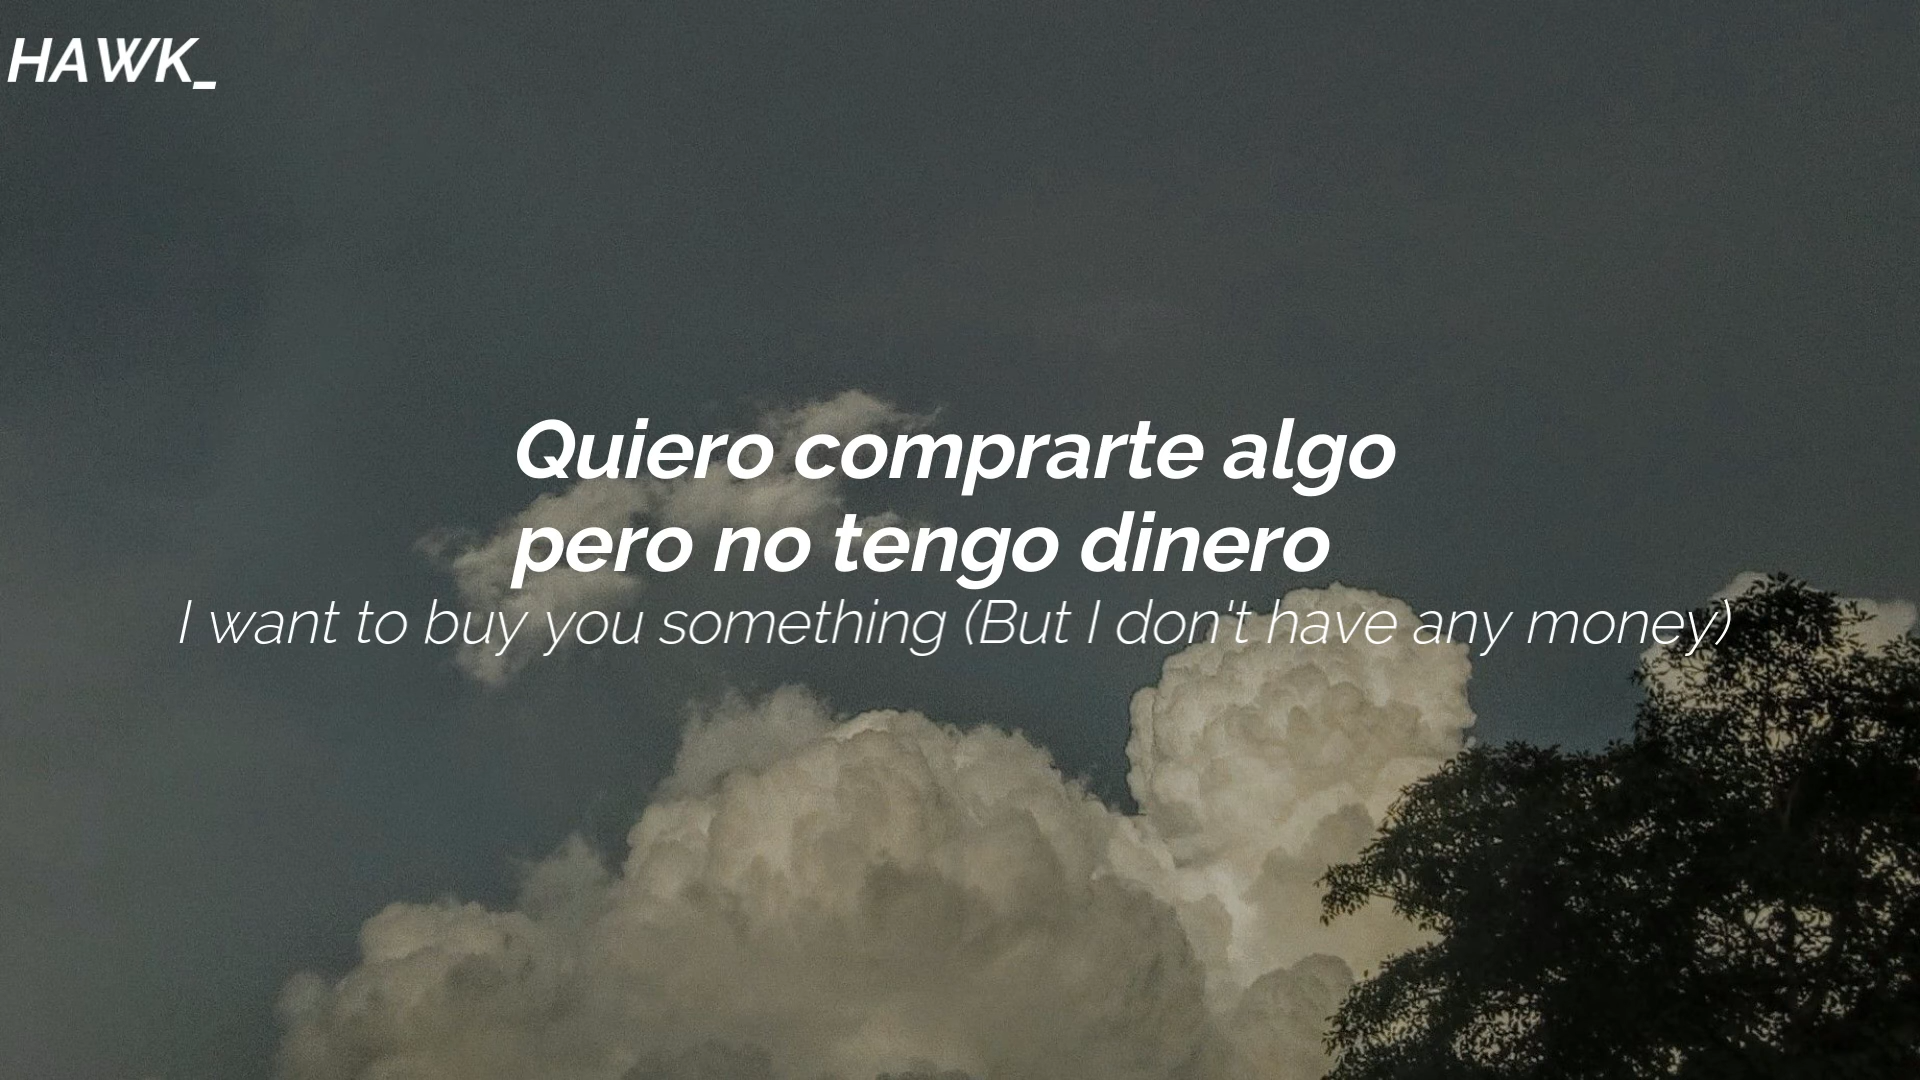 HAWK_
Quiero comprarte algo
pero no tengo dinero
I want to buy you something (But I don't have any money)